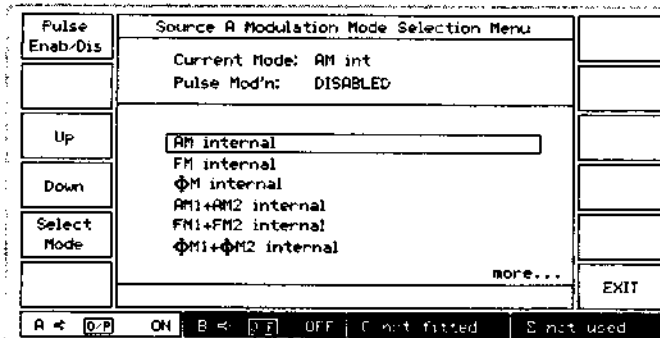 Pulse
Enab/Dis
Source A Modulation Mode Selection Menu
Current Mode: AM int
Pulse Mod'n: DISABLED
Up
Down
Select
Mode
AM internal
FM internal
ΦM internal
AM1+AM2 internal
FM1+FM2 internal
ΦM1+ΦM2 internal
more...
EXIT
A < O/P ON B < O/P OFF C not fitted Σ not used